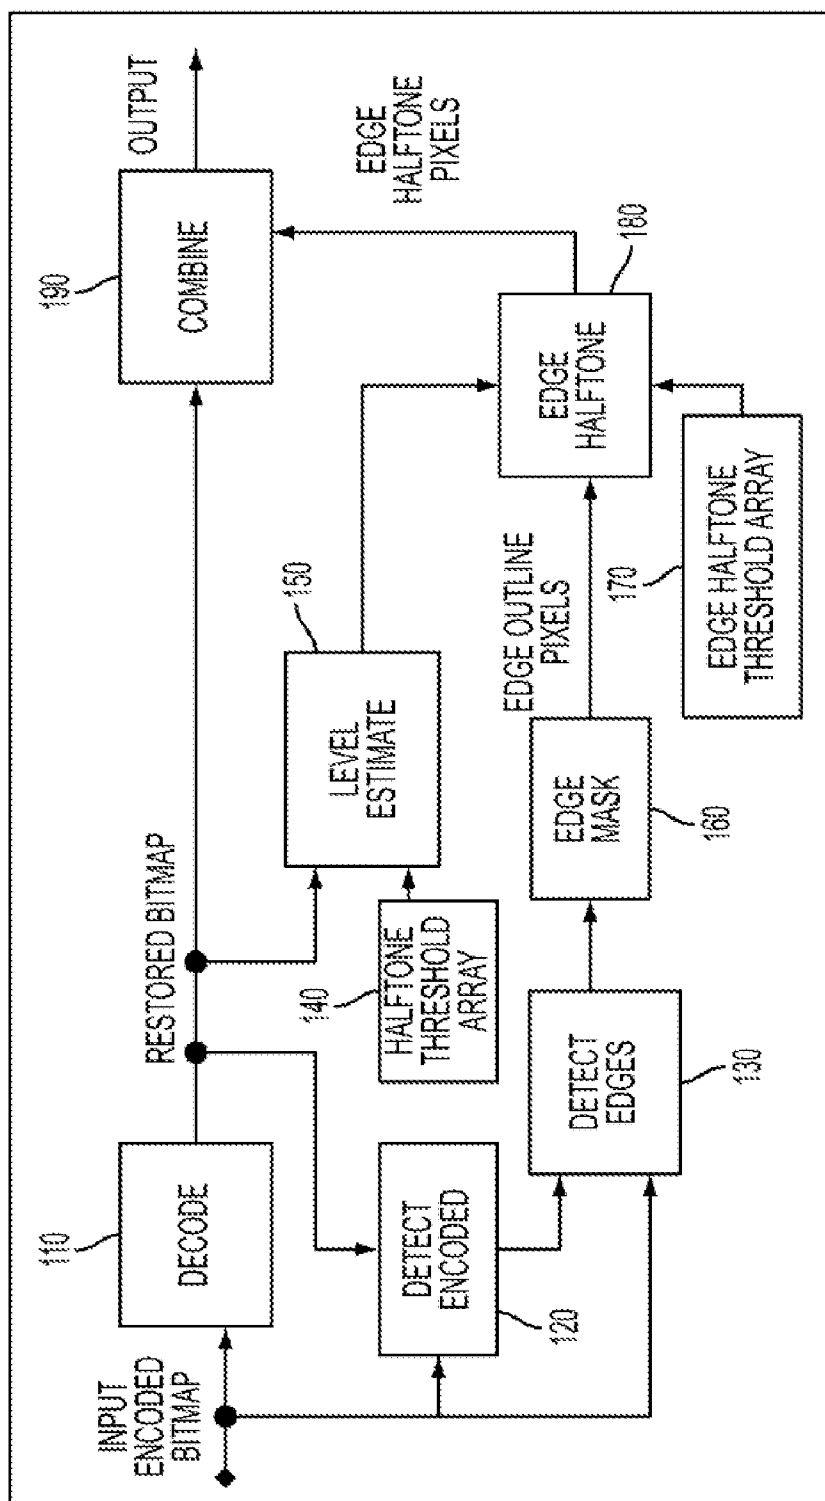 INPUT
ENCODED
BITMAP
110
DECODE
RESTORED BITMAP
190
COMBINE
OUTPUT
120
DETECT
ENCODED
140
HALFTONE
THRESHOLD
ARRAY
150
LEVEL
ESTIMATE
EDGE
HALFTONE
PIXELS
130
DETECT
EDGES
160
EDGE
MASK
EDGE OUTLINE
PIXELS
180
EDGE
HALFTONE
170
EDGE HALFTONE
THRESHOLD ARRAY